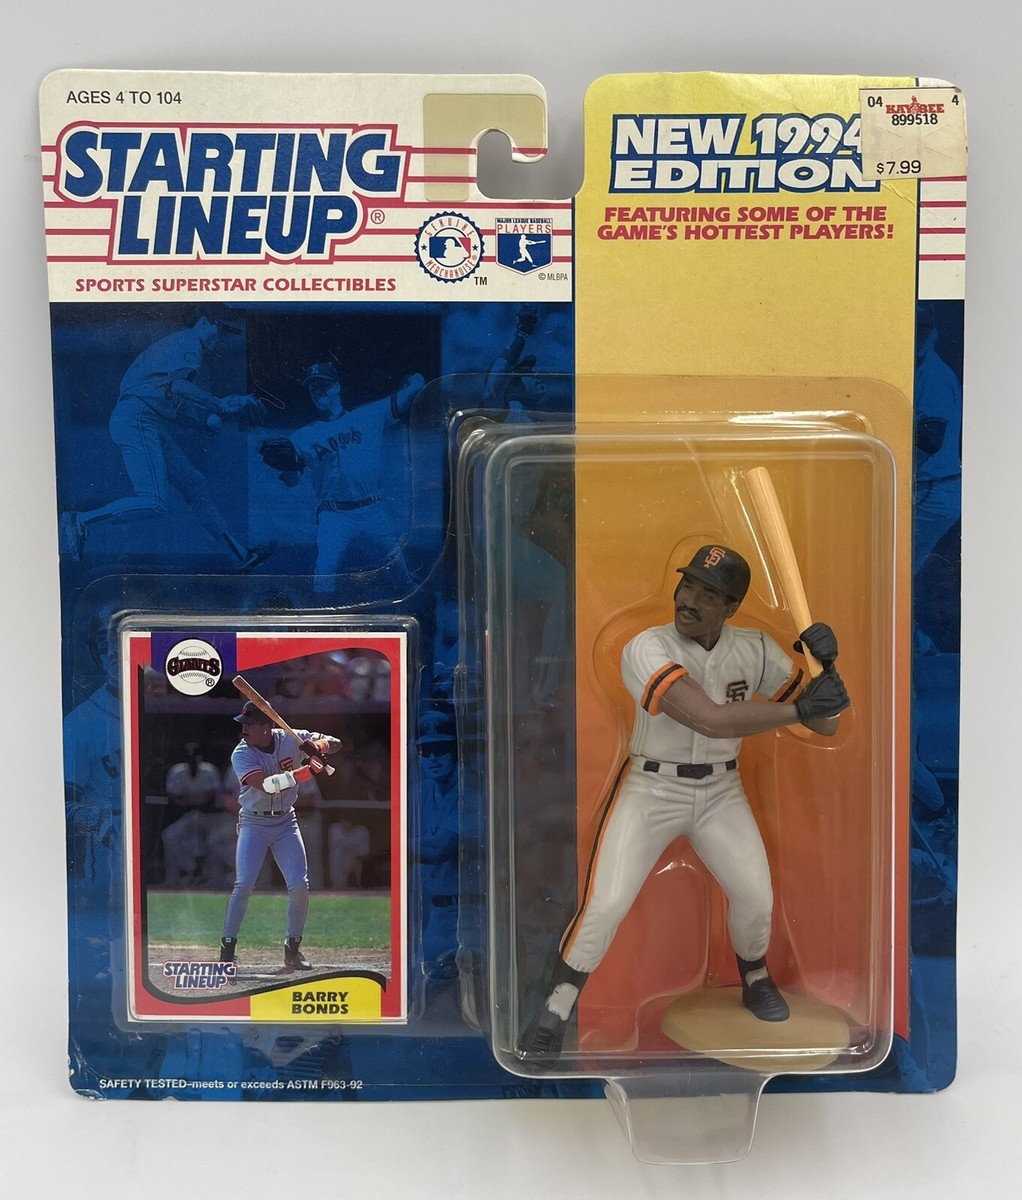 AGES 4 TO 104
STARTING
LINEUP®
SPORTS SUPERSTAR COLLECTIBLES
GENUINE
MERCHANDISE
TM
MAJOR LEAGUE BASEBALL
PLAYERS
© MLBPA
NEW 1994
EDITION
FEATURING SOME OF THE
GAME'S HOTTEST PLAYERS!
04 KAY·BEE 4
899518
$7.99
Angels
SF
SF
GIANTS®
STARTING
LINEUP®
BARRY
BONDS
SAFETY TESTED–meets or exceeds ASTM F963-92